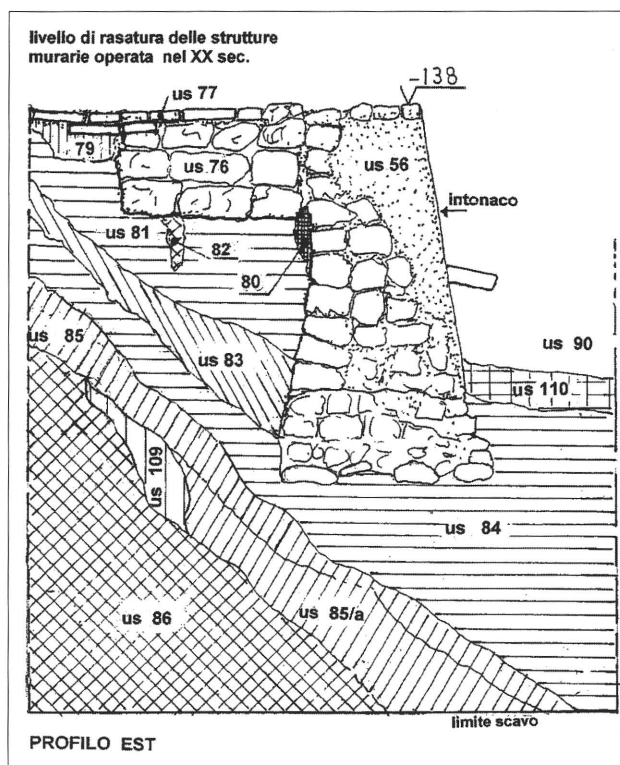 livello di rasatura delle strutture
murarie operata nel XX sec.
us 77
-138
79
us 76
us 56
intonaco
us 81
82
80
us 90
us 85
us 83
us 110
us 109
us 84
us 86
us 85/a
limite scavo
PROFILO EST